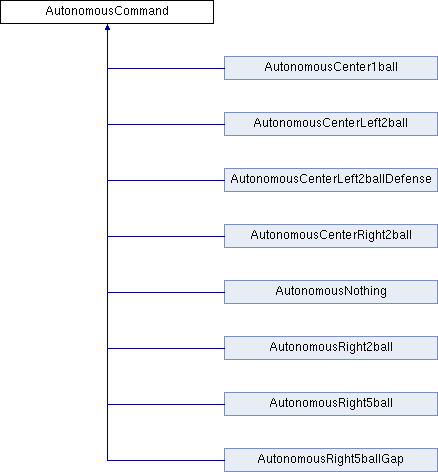 AutonomousCommand
AutonomousCenter1ball
AutonomousCenterLeft2ball
AutonomousCenterLeft2ballDefense
AutonomousCenterRight2ball
AutonomousNothing
AutonomousRight2ball
AutonomousRight5ball
AutonomousRight5ballGap